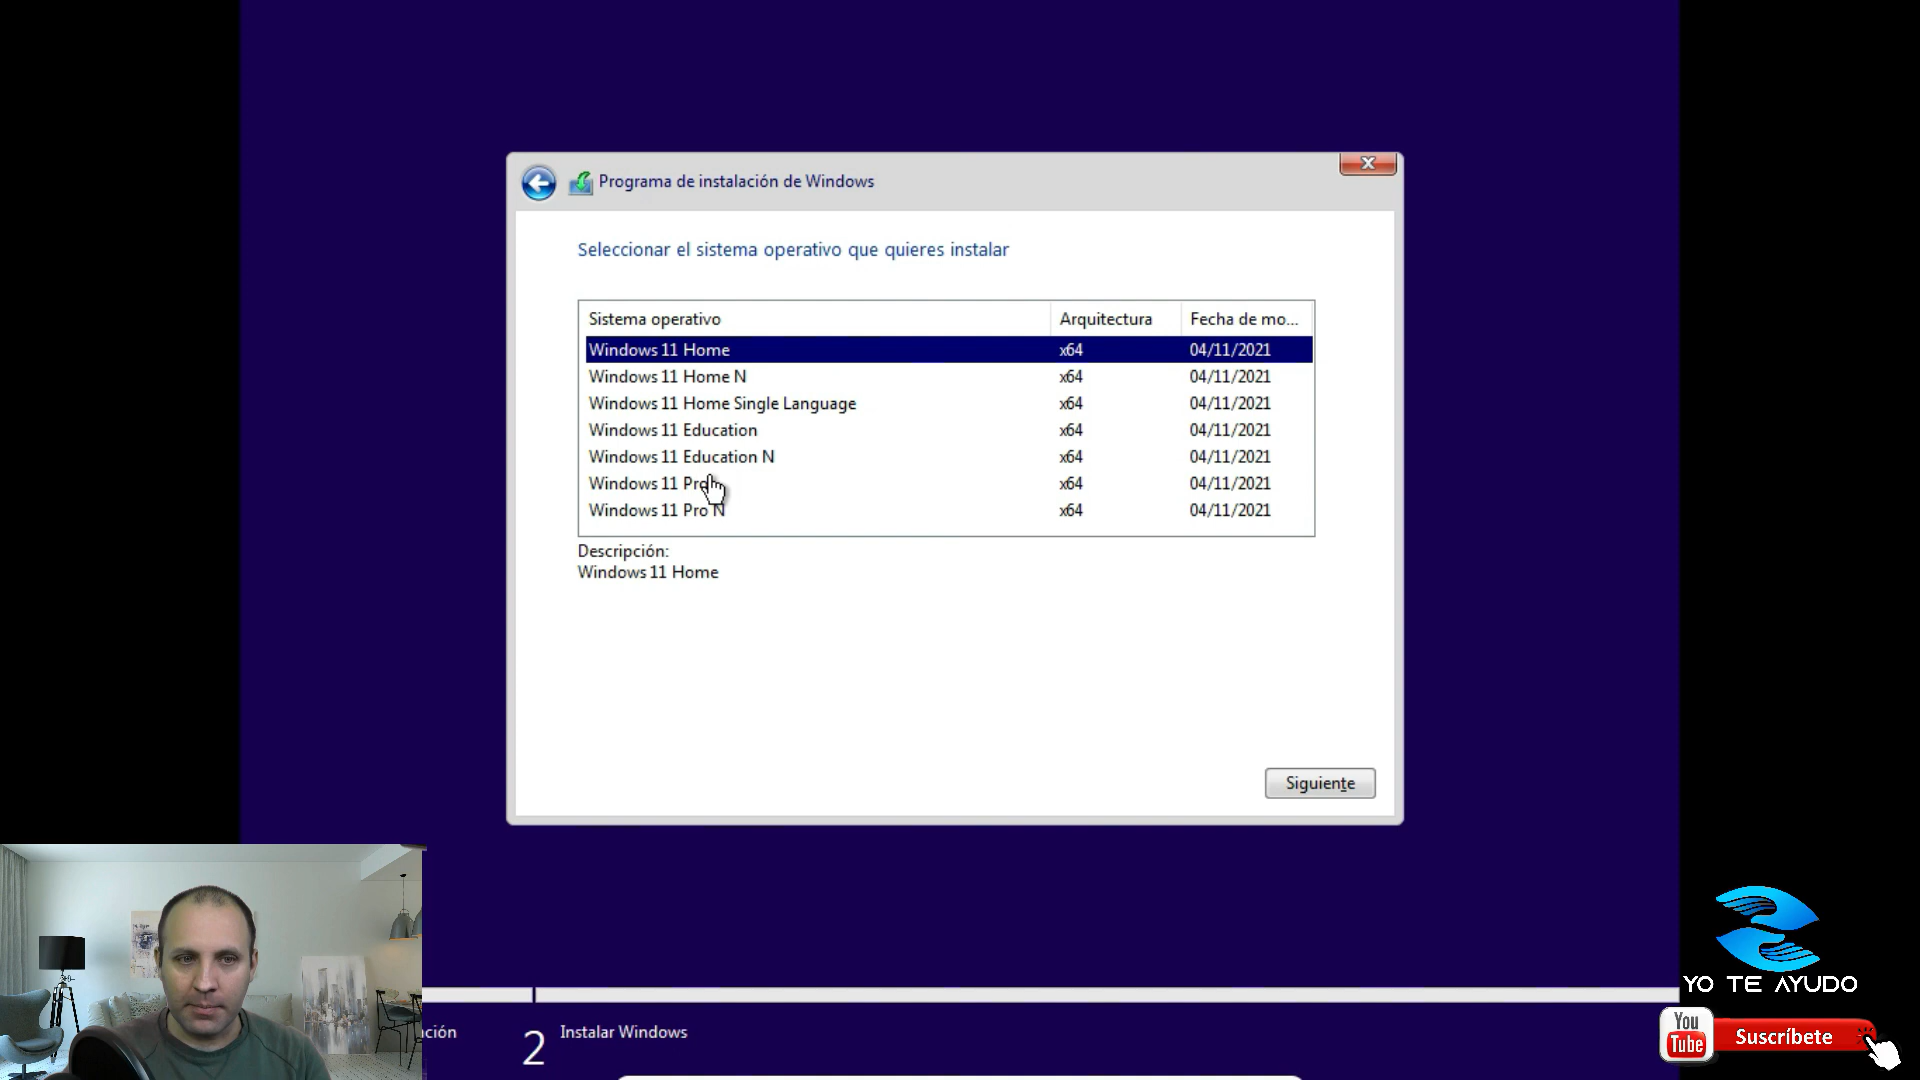 Programa de instalación de Windows
Seleccionar el sistema operativo que quieres instalar
Sistema operativo Arquitectura Fecha de mo...
Windows 11 Home x64 04/11/2021
Windows 11 Home N x64 04/11/2021
Windows 11 Home Single Language x64 04/11/2021
Windows 11 Education x64 04/11/2021
Windows 11 Education N x64 04/11/2021
Windows 11 Pro x64 04/11/2021
Windows 11 Pro N x64 04/11/2021
Descripción:
Windows 11 Home
Siguiente
YO TE AYUDO
You Tube
Suscríbete
ción
2 Instalar Windows